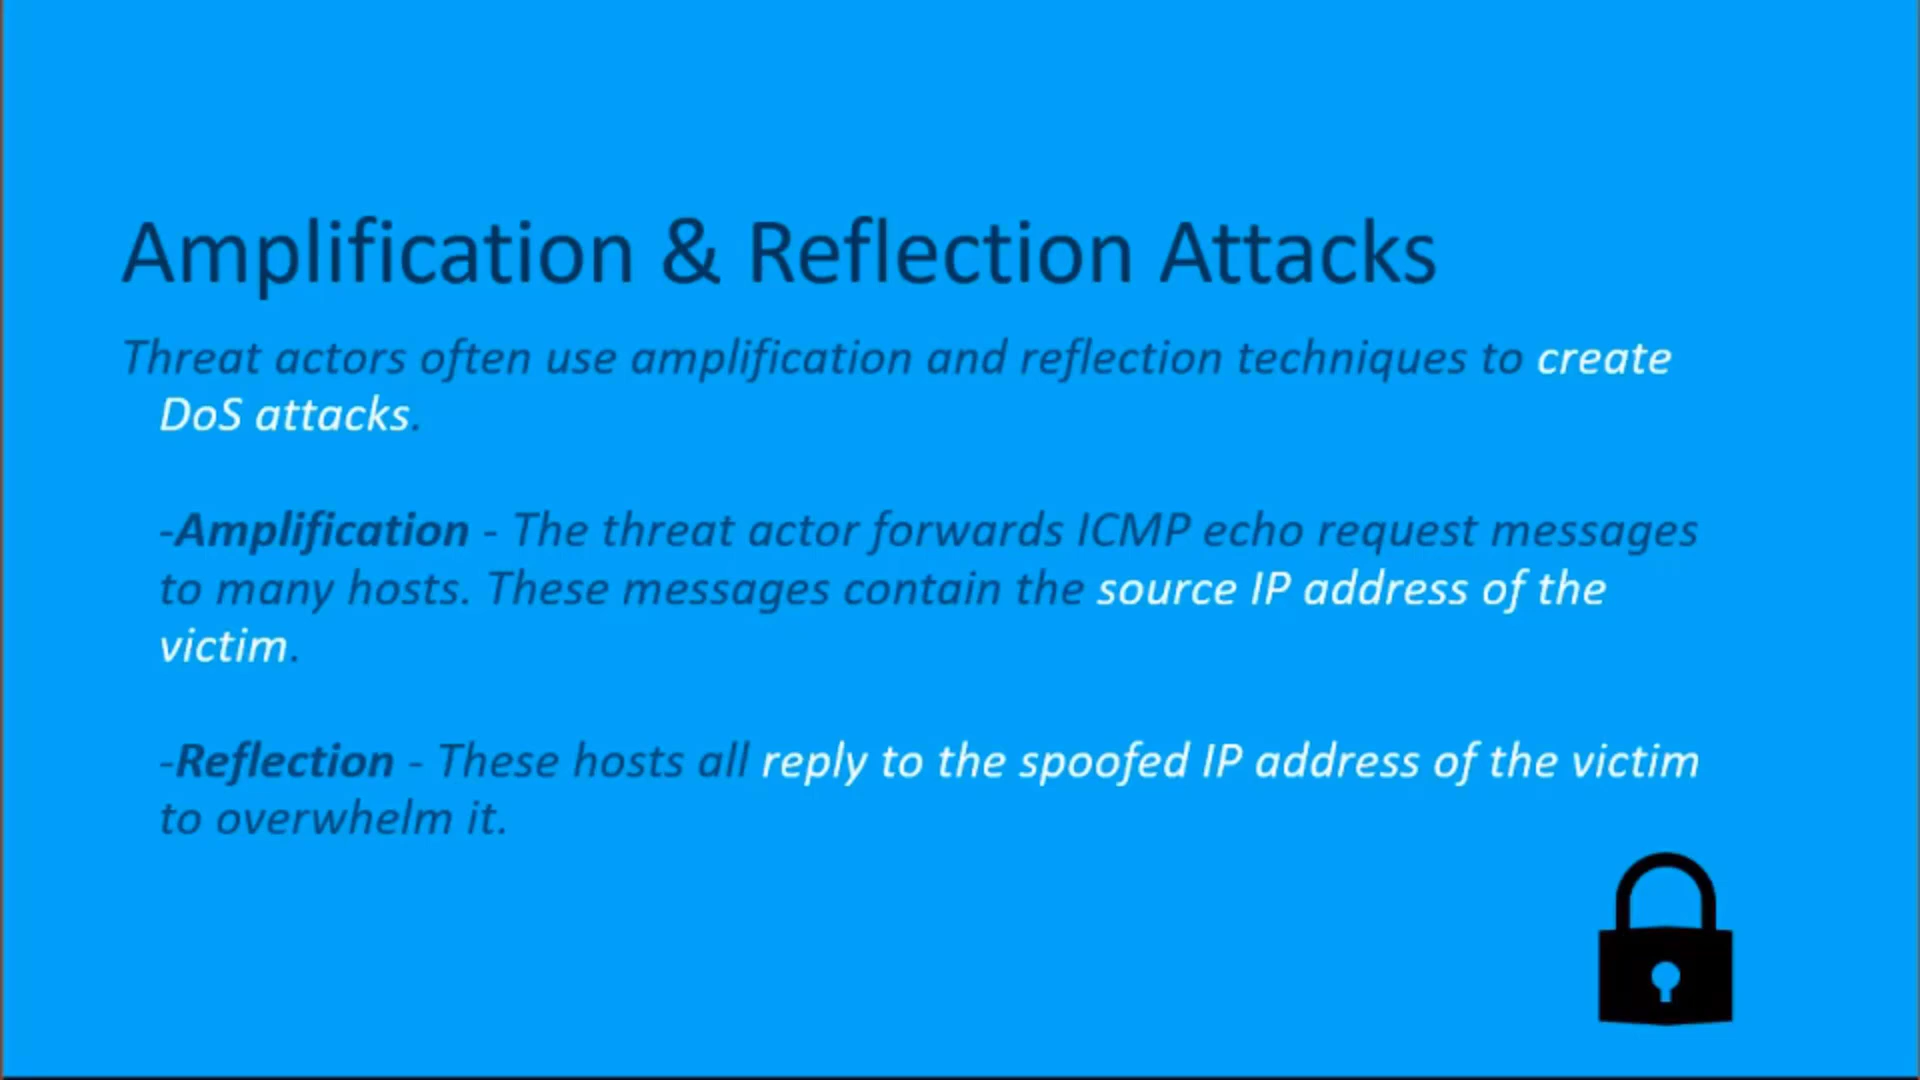 Amplification & Reflection Attacks
Threat actors often use amplification and reflection techniques to create
DoS attacks.
-Amplification - The threat actor forwards ICMP echo request messages
to many hosts. These messages contain the source IP address of the
victim.
-Reflection - These hosts all reply to the spoofed IP address of the victim
to overwhelm it.